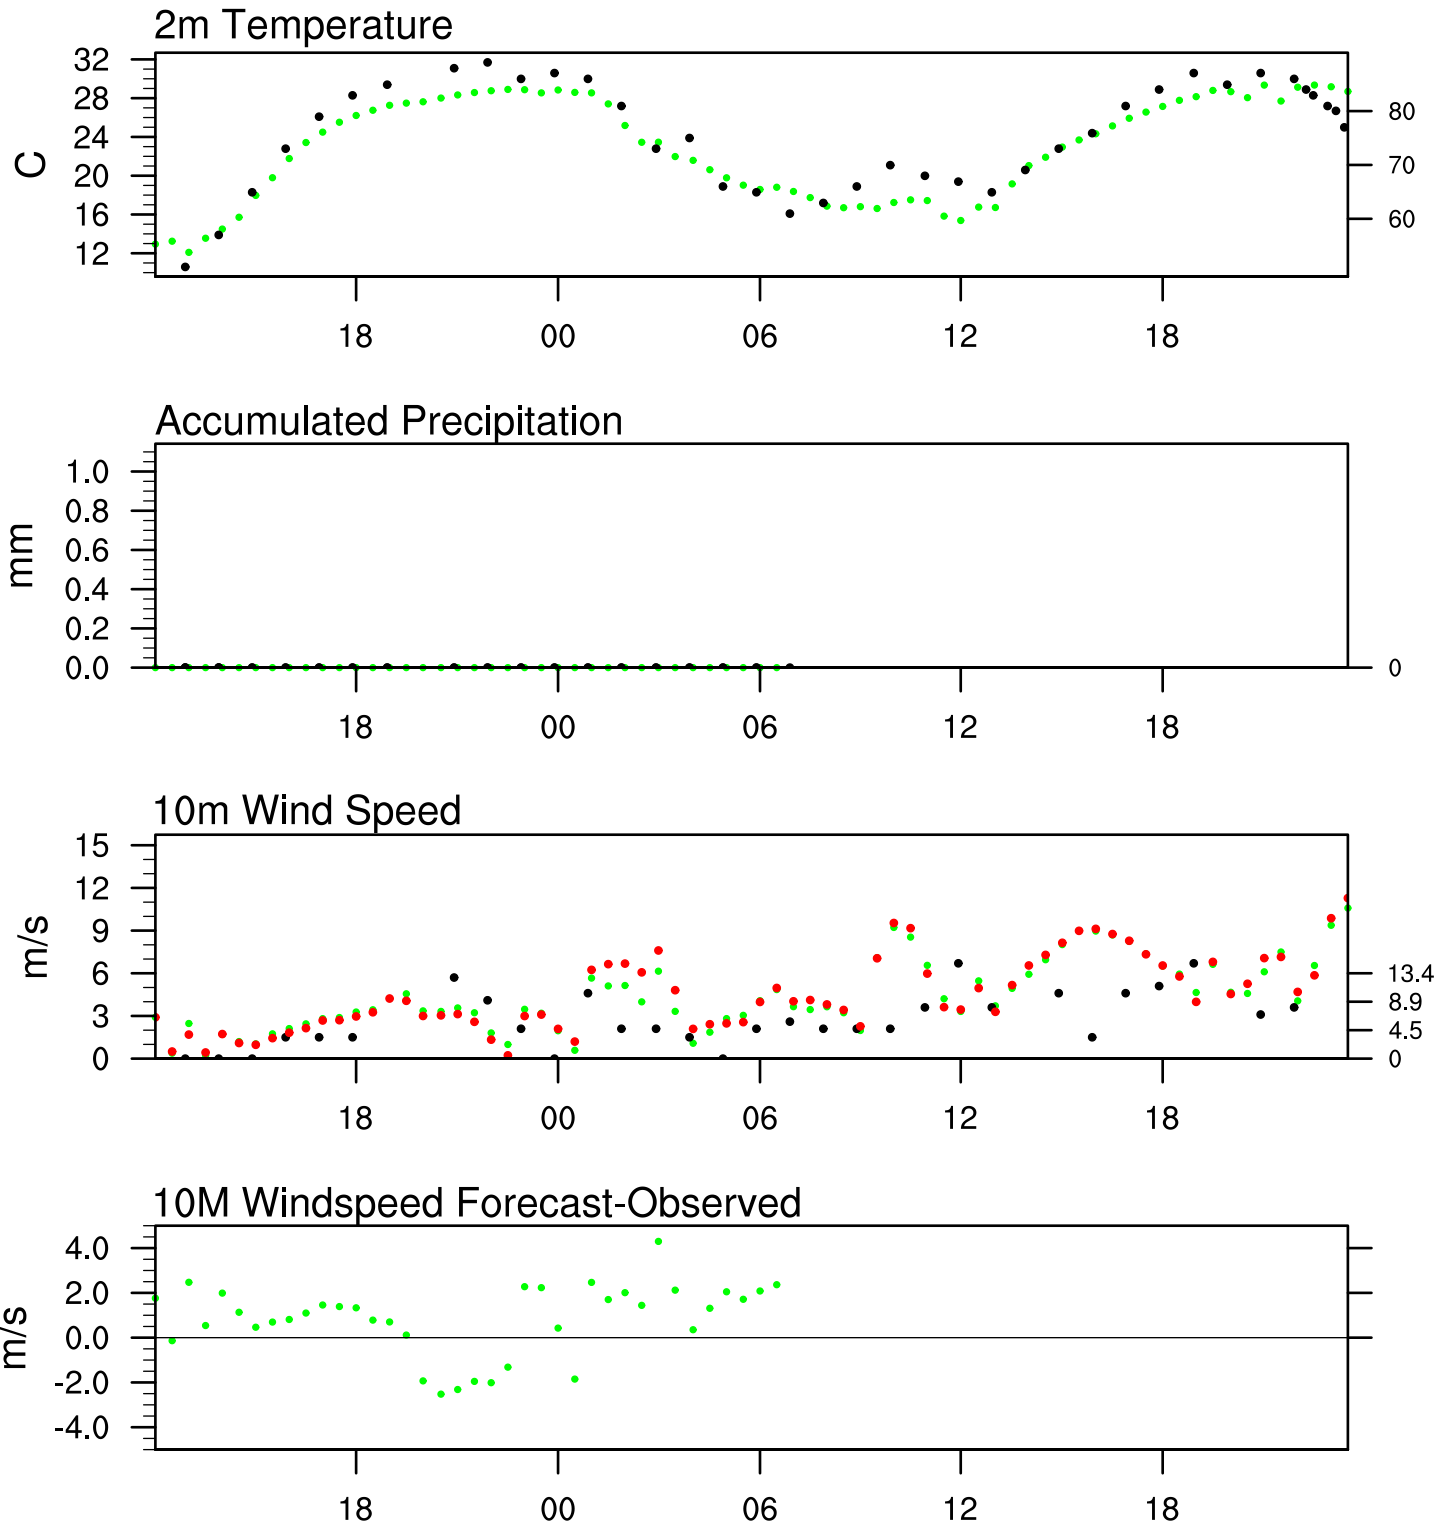 2m Temperature
32
28
24
20
16
12
C
80
70
60
18 00 06 12 18
Accumulated Precipitation
1.0
0.8
0.6
0.4
0.2
0.0
mm
0
18 00 06 12 18
10m Wind Speed
15
12
9
6
3
0
m/s
13.4
8.9
4.5
0
18 00 06 12 18
10M Windspeed Forecast-Observed
4.0
2.0
0.0
-2.0
-4.0
m/s
18 00 06 12 18